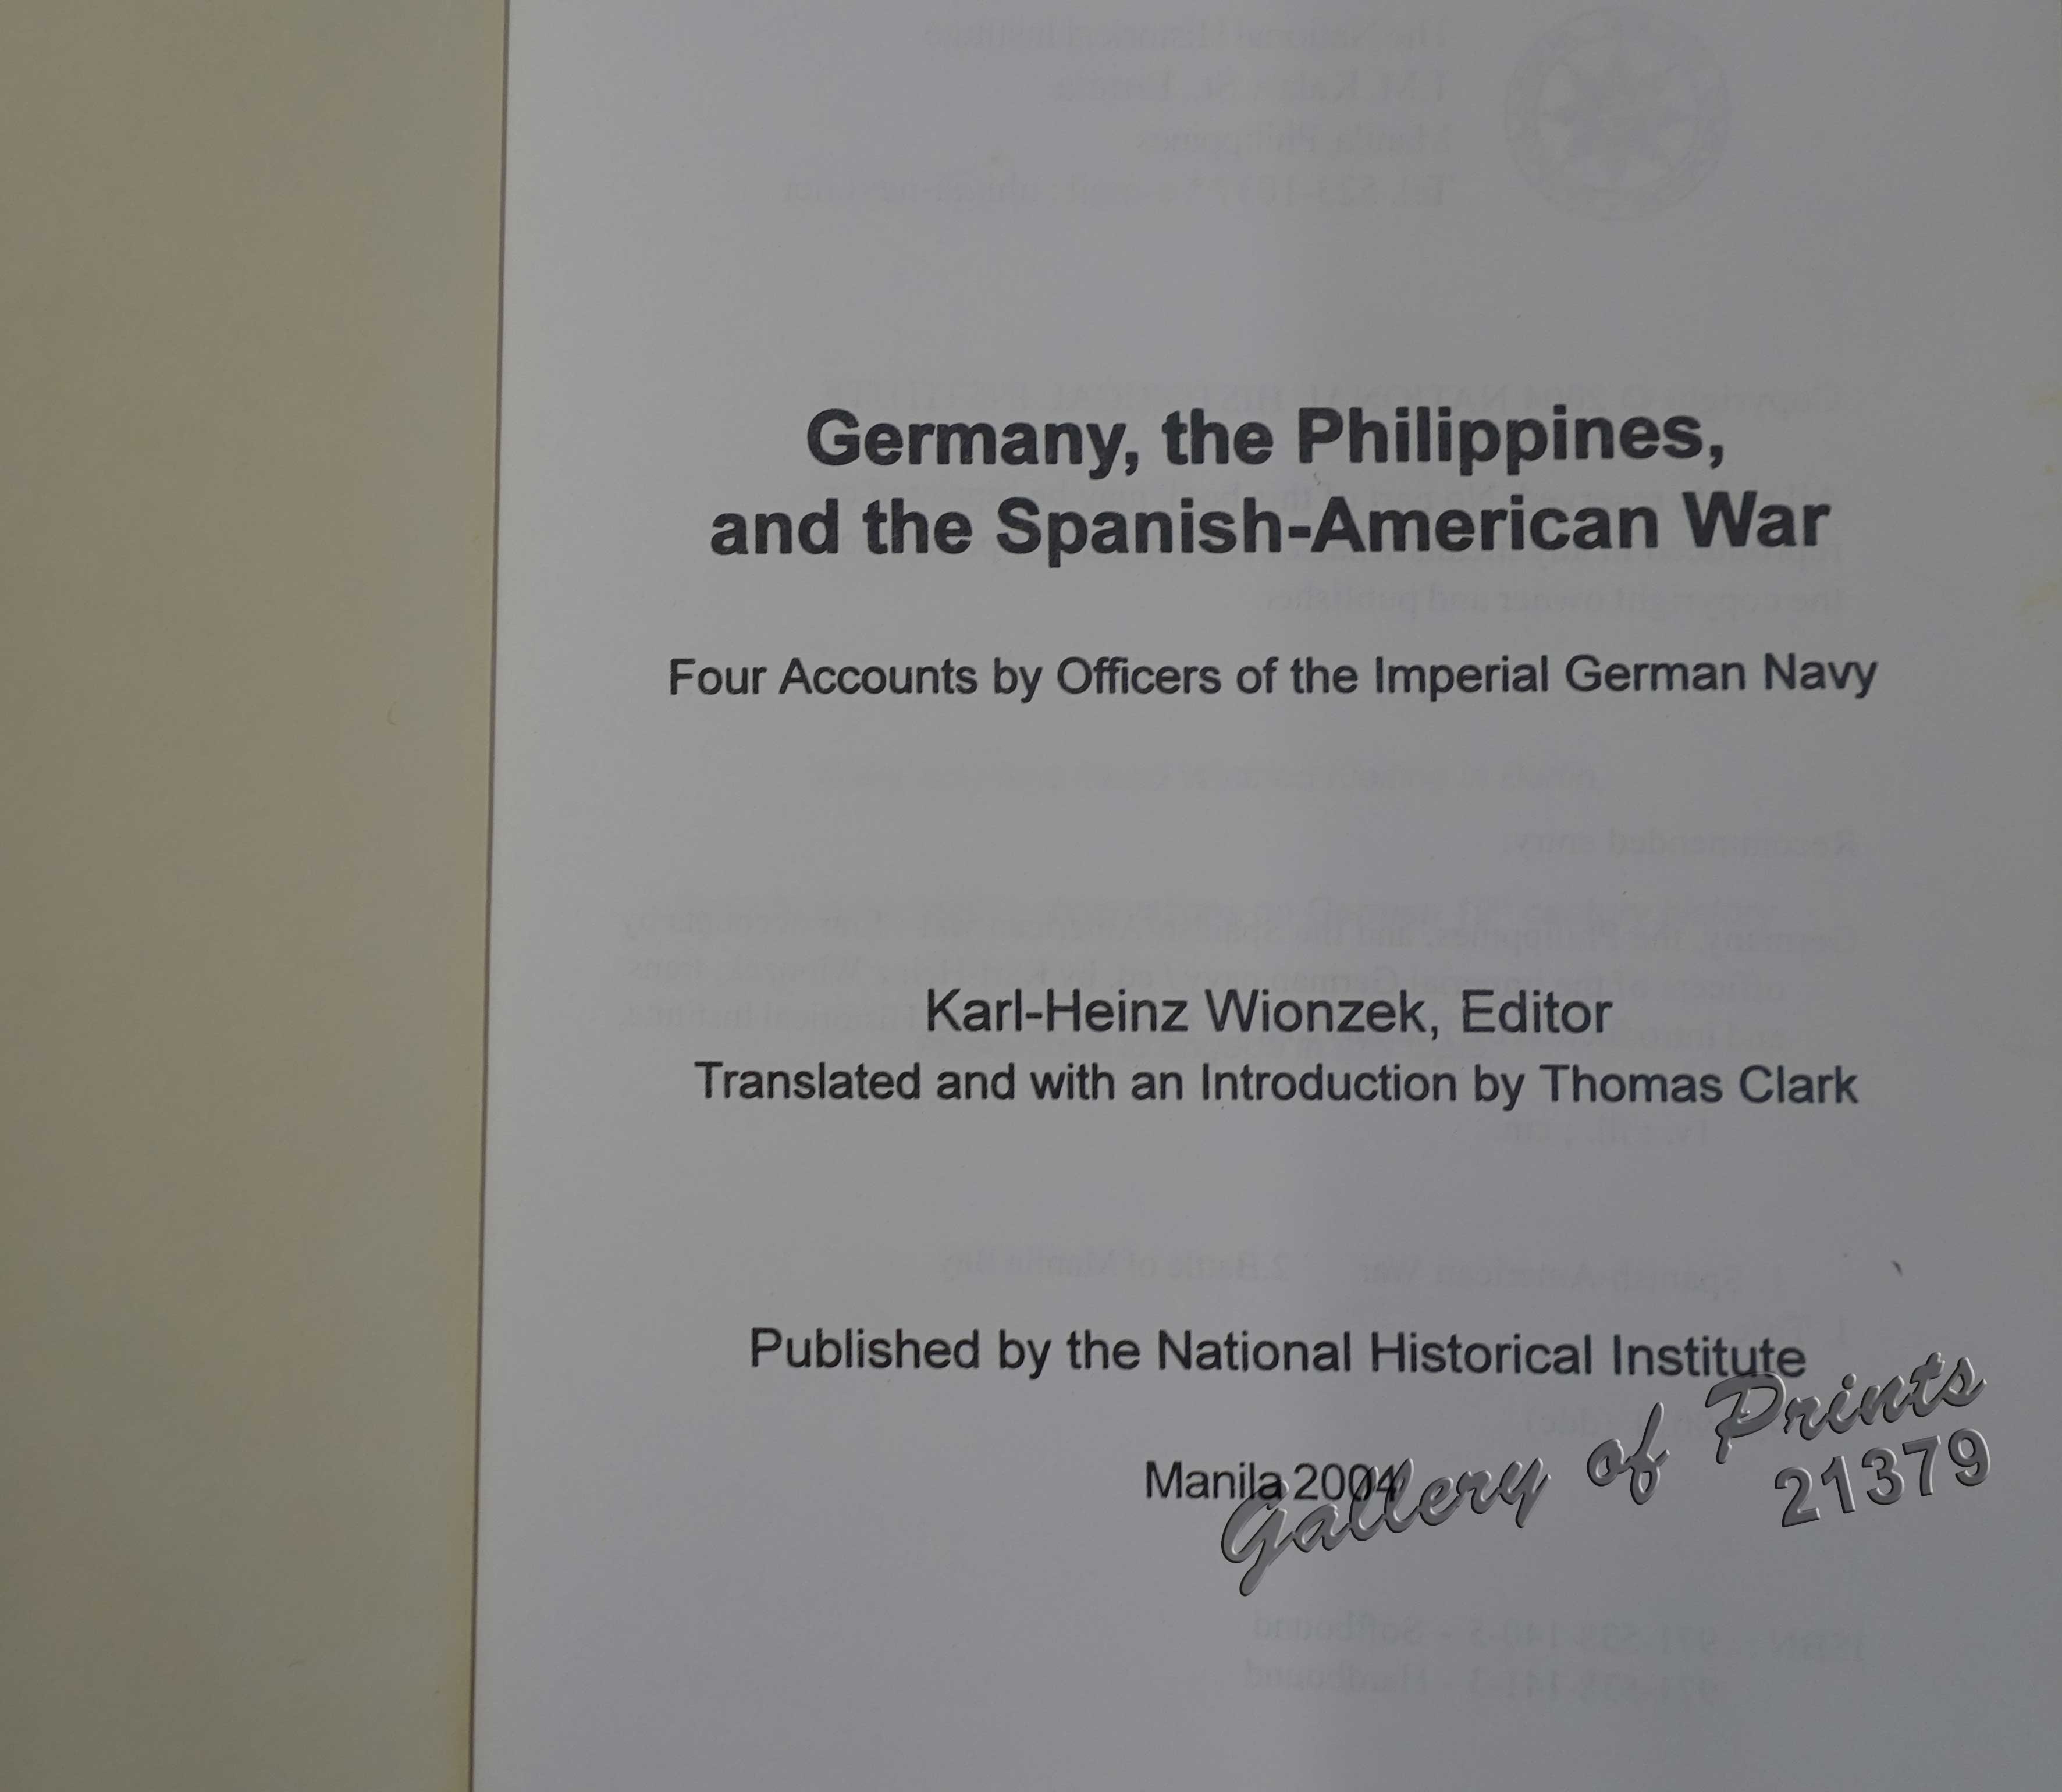 Germany, the Philippines,
and the Spanish-American War
Four Accounts by Officers of the Imperial German Navy
Karl-Heinz Wionzek, Editor
Translated and with an Introduction by Thomas Clark
Published by the National Historical Institute
Manila 2004
Gallery of Prints
21379